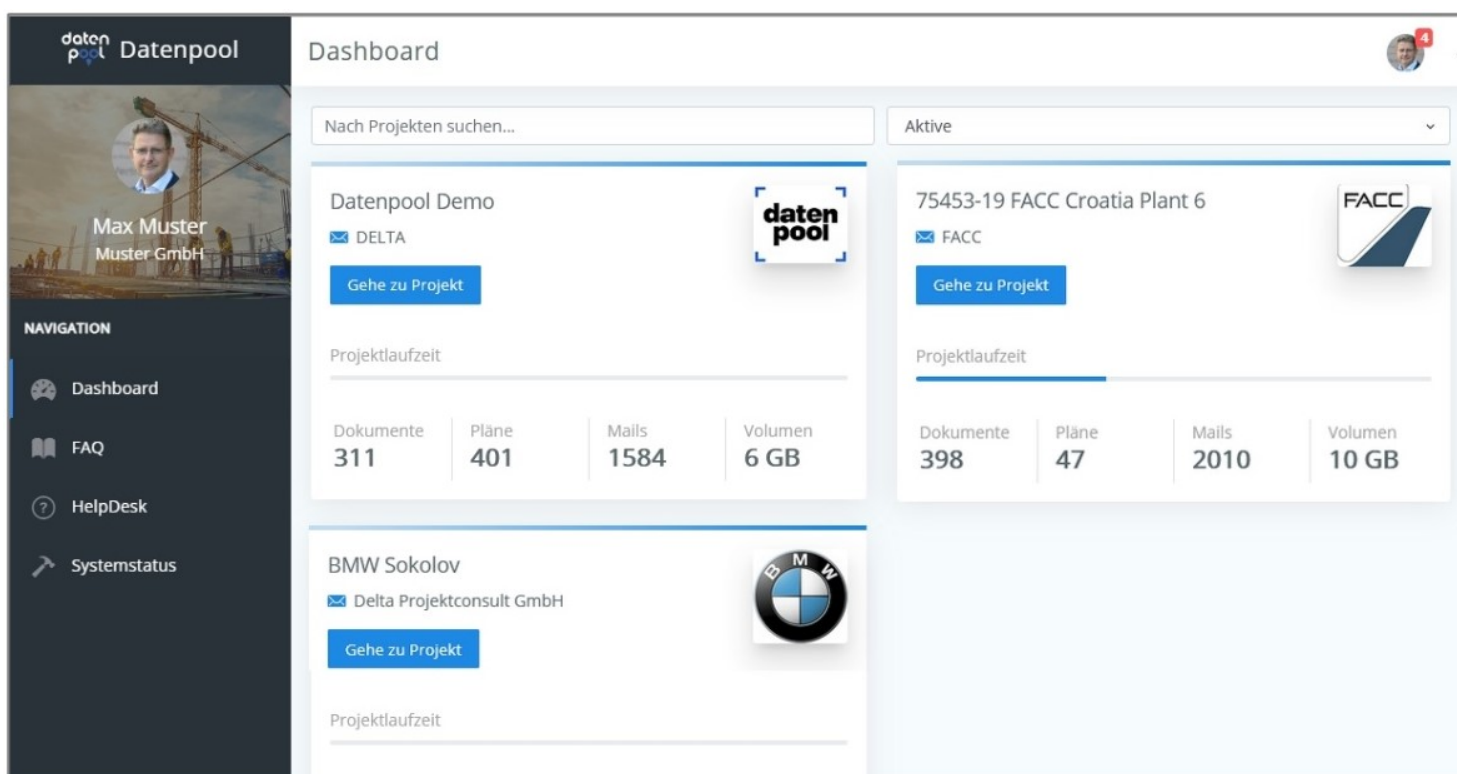 daten
pool
Datenpool
Dashboard
4
Max Muster
Muster GmbH
NAVIGATION
Dashboard
FAQ
HelpDesk
Systemstatus
Nach Projekten suchen...
Aktive
Datenpool Demo
DELTA
Gehe zu Projekt
daten
pool
Projektlaufzeit
Dokumente Pläne Mails Volumen
311 401 1584 6 GB
75453-19 FACC Croatia Plant 6
FACC
Gehe zu Projekt
FACC
Projektlaufzeit
Dokumente Pläne Mails Volumen
398 47 2010 10 GB
BMW Sokolov
Delta Projektconsult GmbH
Gehe zu Projekt
BMW
Projektlaufzeit